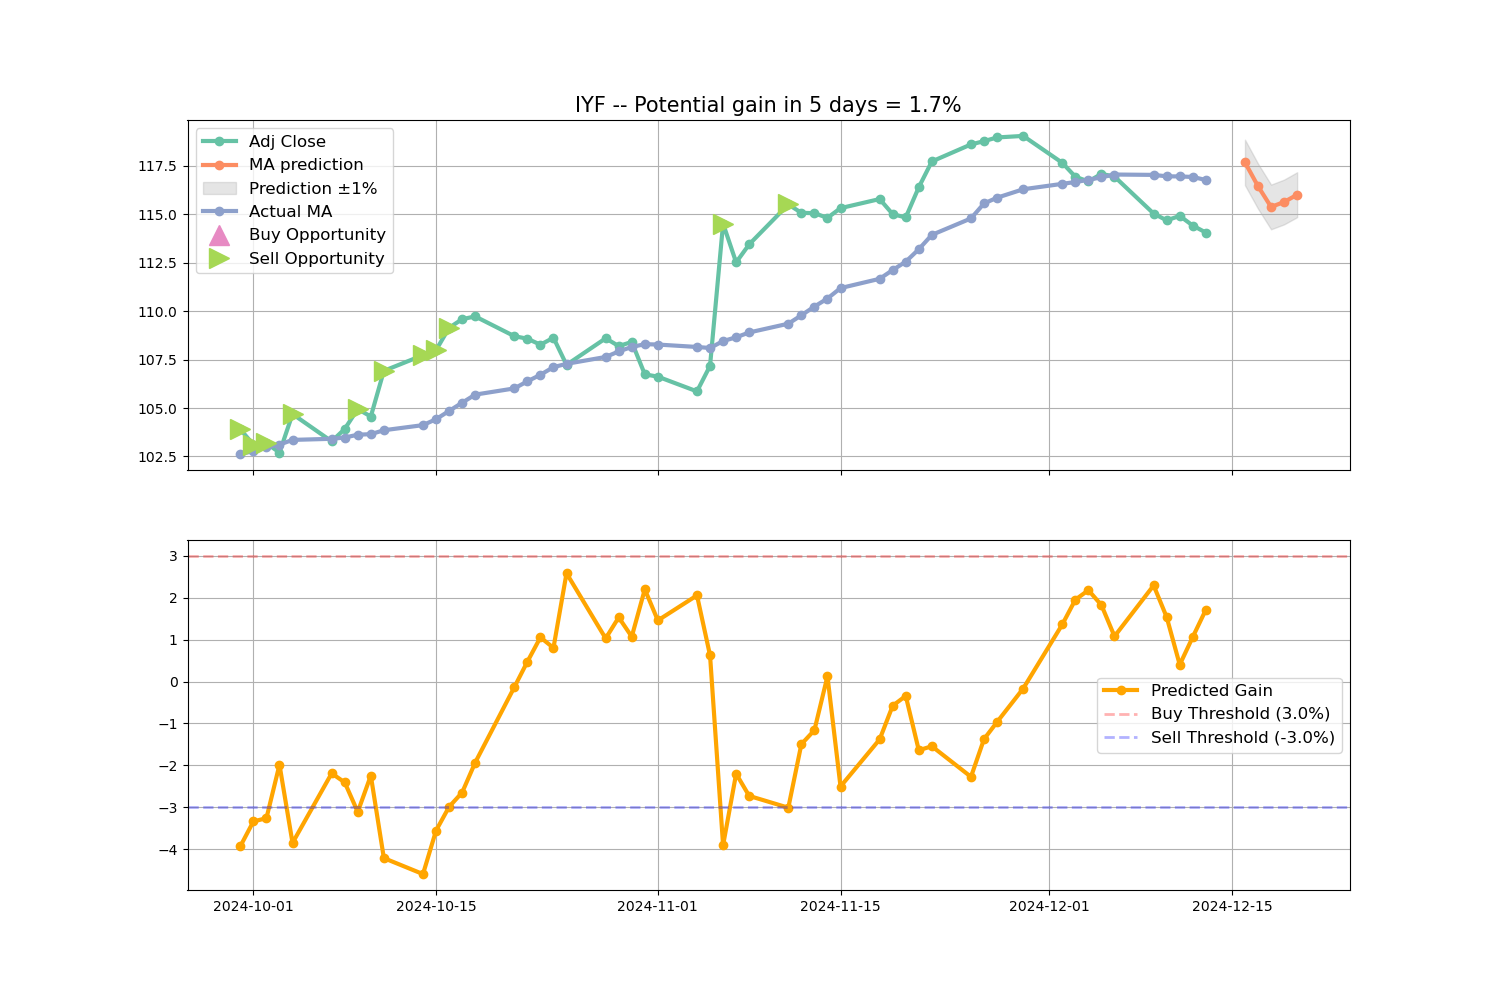 IYF -- Potential gain in 5 days = 1.7%
Adj Close
MA prediction
Prediction ±1%
Actual MA
Buy Opportunity
Sell Opportunity
117.5
115.0
112.5
110.0
107.5
105.0
102.5
3
2
1
0
−1
−2
−3
−4
Predicted Gain
Buy Threshold (3.0%)
Sell Threshold (-3.0%)
2024-10-01
2024-10-15
2024-11-01
2024-11-15
2024-12-01
2024-12-15